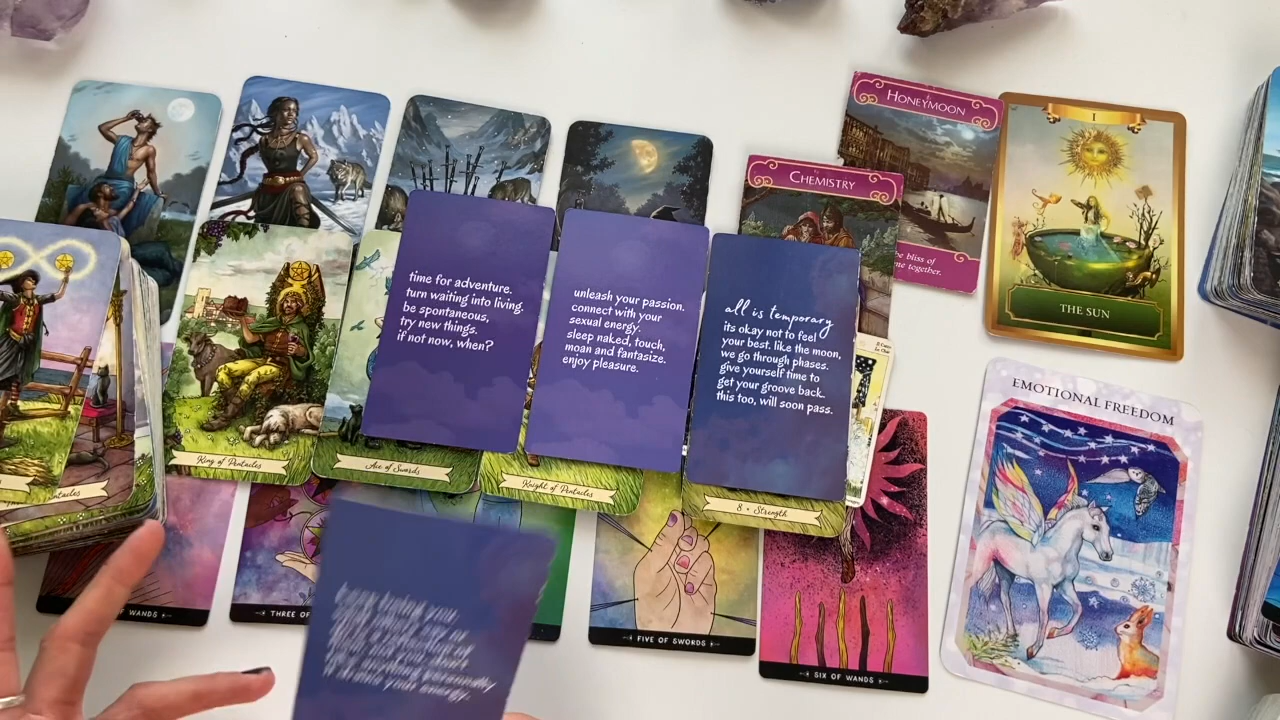 HONEYMOON
be bliss of
me together.
CHEMISTRY
I
THE SUN
time for adventure.
turn waiting into living.
be spontaneous,
try new things.
if not now, when?
unleash your passion.
connect with your
sexual energy.
sleep naked, touch,
moan and fantasize.
enjoy pleasure.
all is temporary
its okay not to feel
your best. like the moon,
we go through phases.
give yourself time to
get your groove back.
this too, will soon pass.
EMOTIONAL FREEDOM
King of Pentacles
Ace of Swords
Knight of Pentacles
8 • Strength
OF WANDS
THREE OF
FIVE OF SWORDS
SIX OF WANDS